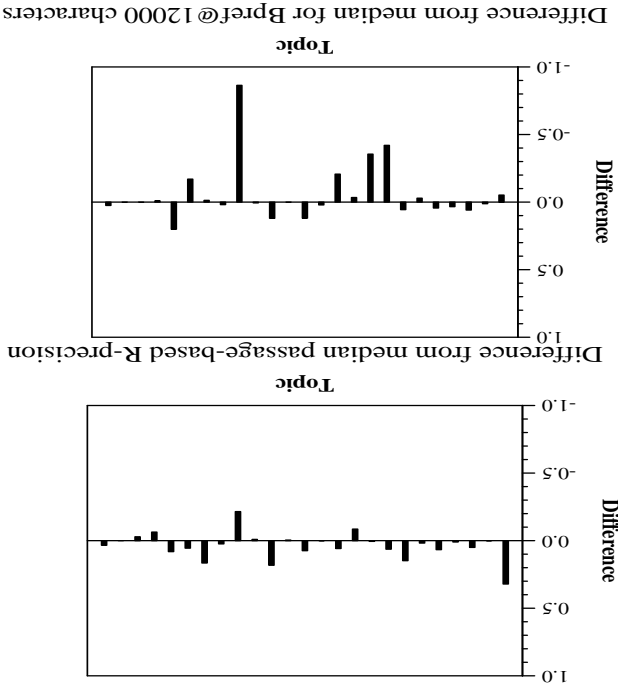 1.0
0.5
0.0
-0.5
-1.0
Difference
Topic
Difference from median passage-based R-precision
1.0
0.5
0.0
-0.5
-1.0
Difference
Topic
Difference from median for Bpref@12000 characters